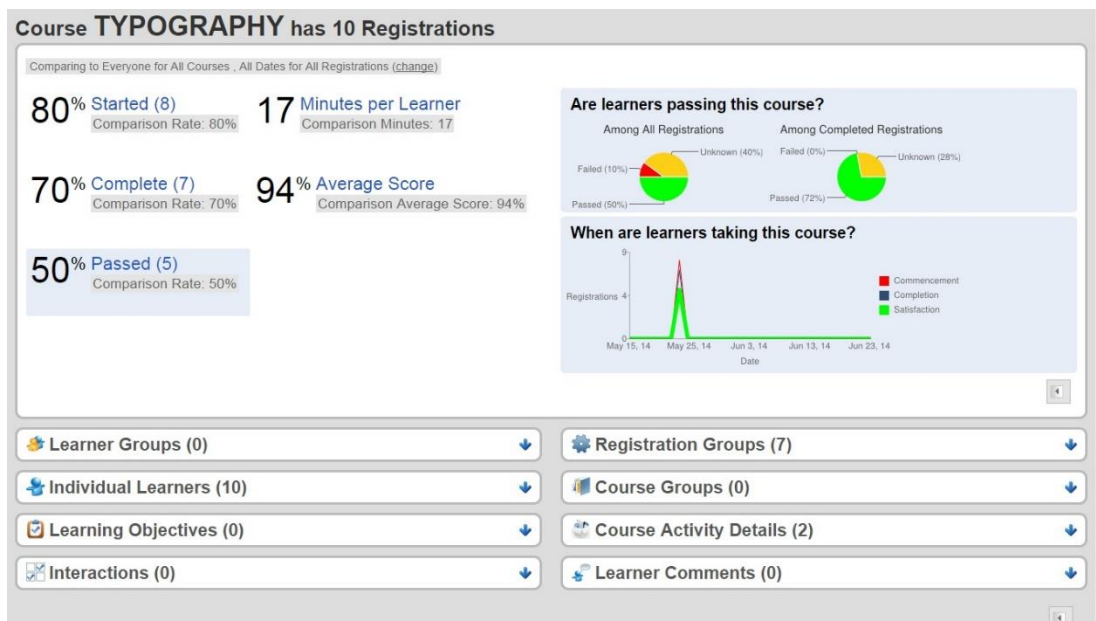 Course TYPOGRAPHY has 10 Registrations
Comparing to Everyone for All Courses , All Dates for All Registrations (change)
80% Started (8)
Comparison Rate: 80%
17 Minutes per Learner
Comparison Minutes: 17
70% Complete (7)
Comparison Rate: 70%
94% Average Score
Comparison Average Score: 94%
50% Passed (5)
Comparison Rate: 50%
Are learners passing this course?
Among All Registrations
Unknown (40%)
Failed (10%)
Passed (50%)
Among Completed Registrations
Failed (0%)
Unknown (28%)
Passed (72%)
When are learners taking this course?
9
Registrations 4
0
May 15, 14 May 25, 14 Jun 3, 14 Jun 13, 14 Jun 23, 14
Date
Commencement
Completion
Satisfaction
Learner Groups (0)
Registration Groups (7)
Individual Learners (10)
Course Groups (0)
Learning Objectives (0)
Course Activity Details (2)
Interactions (0)
Learner Comments (0)